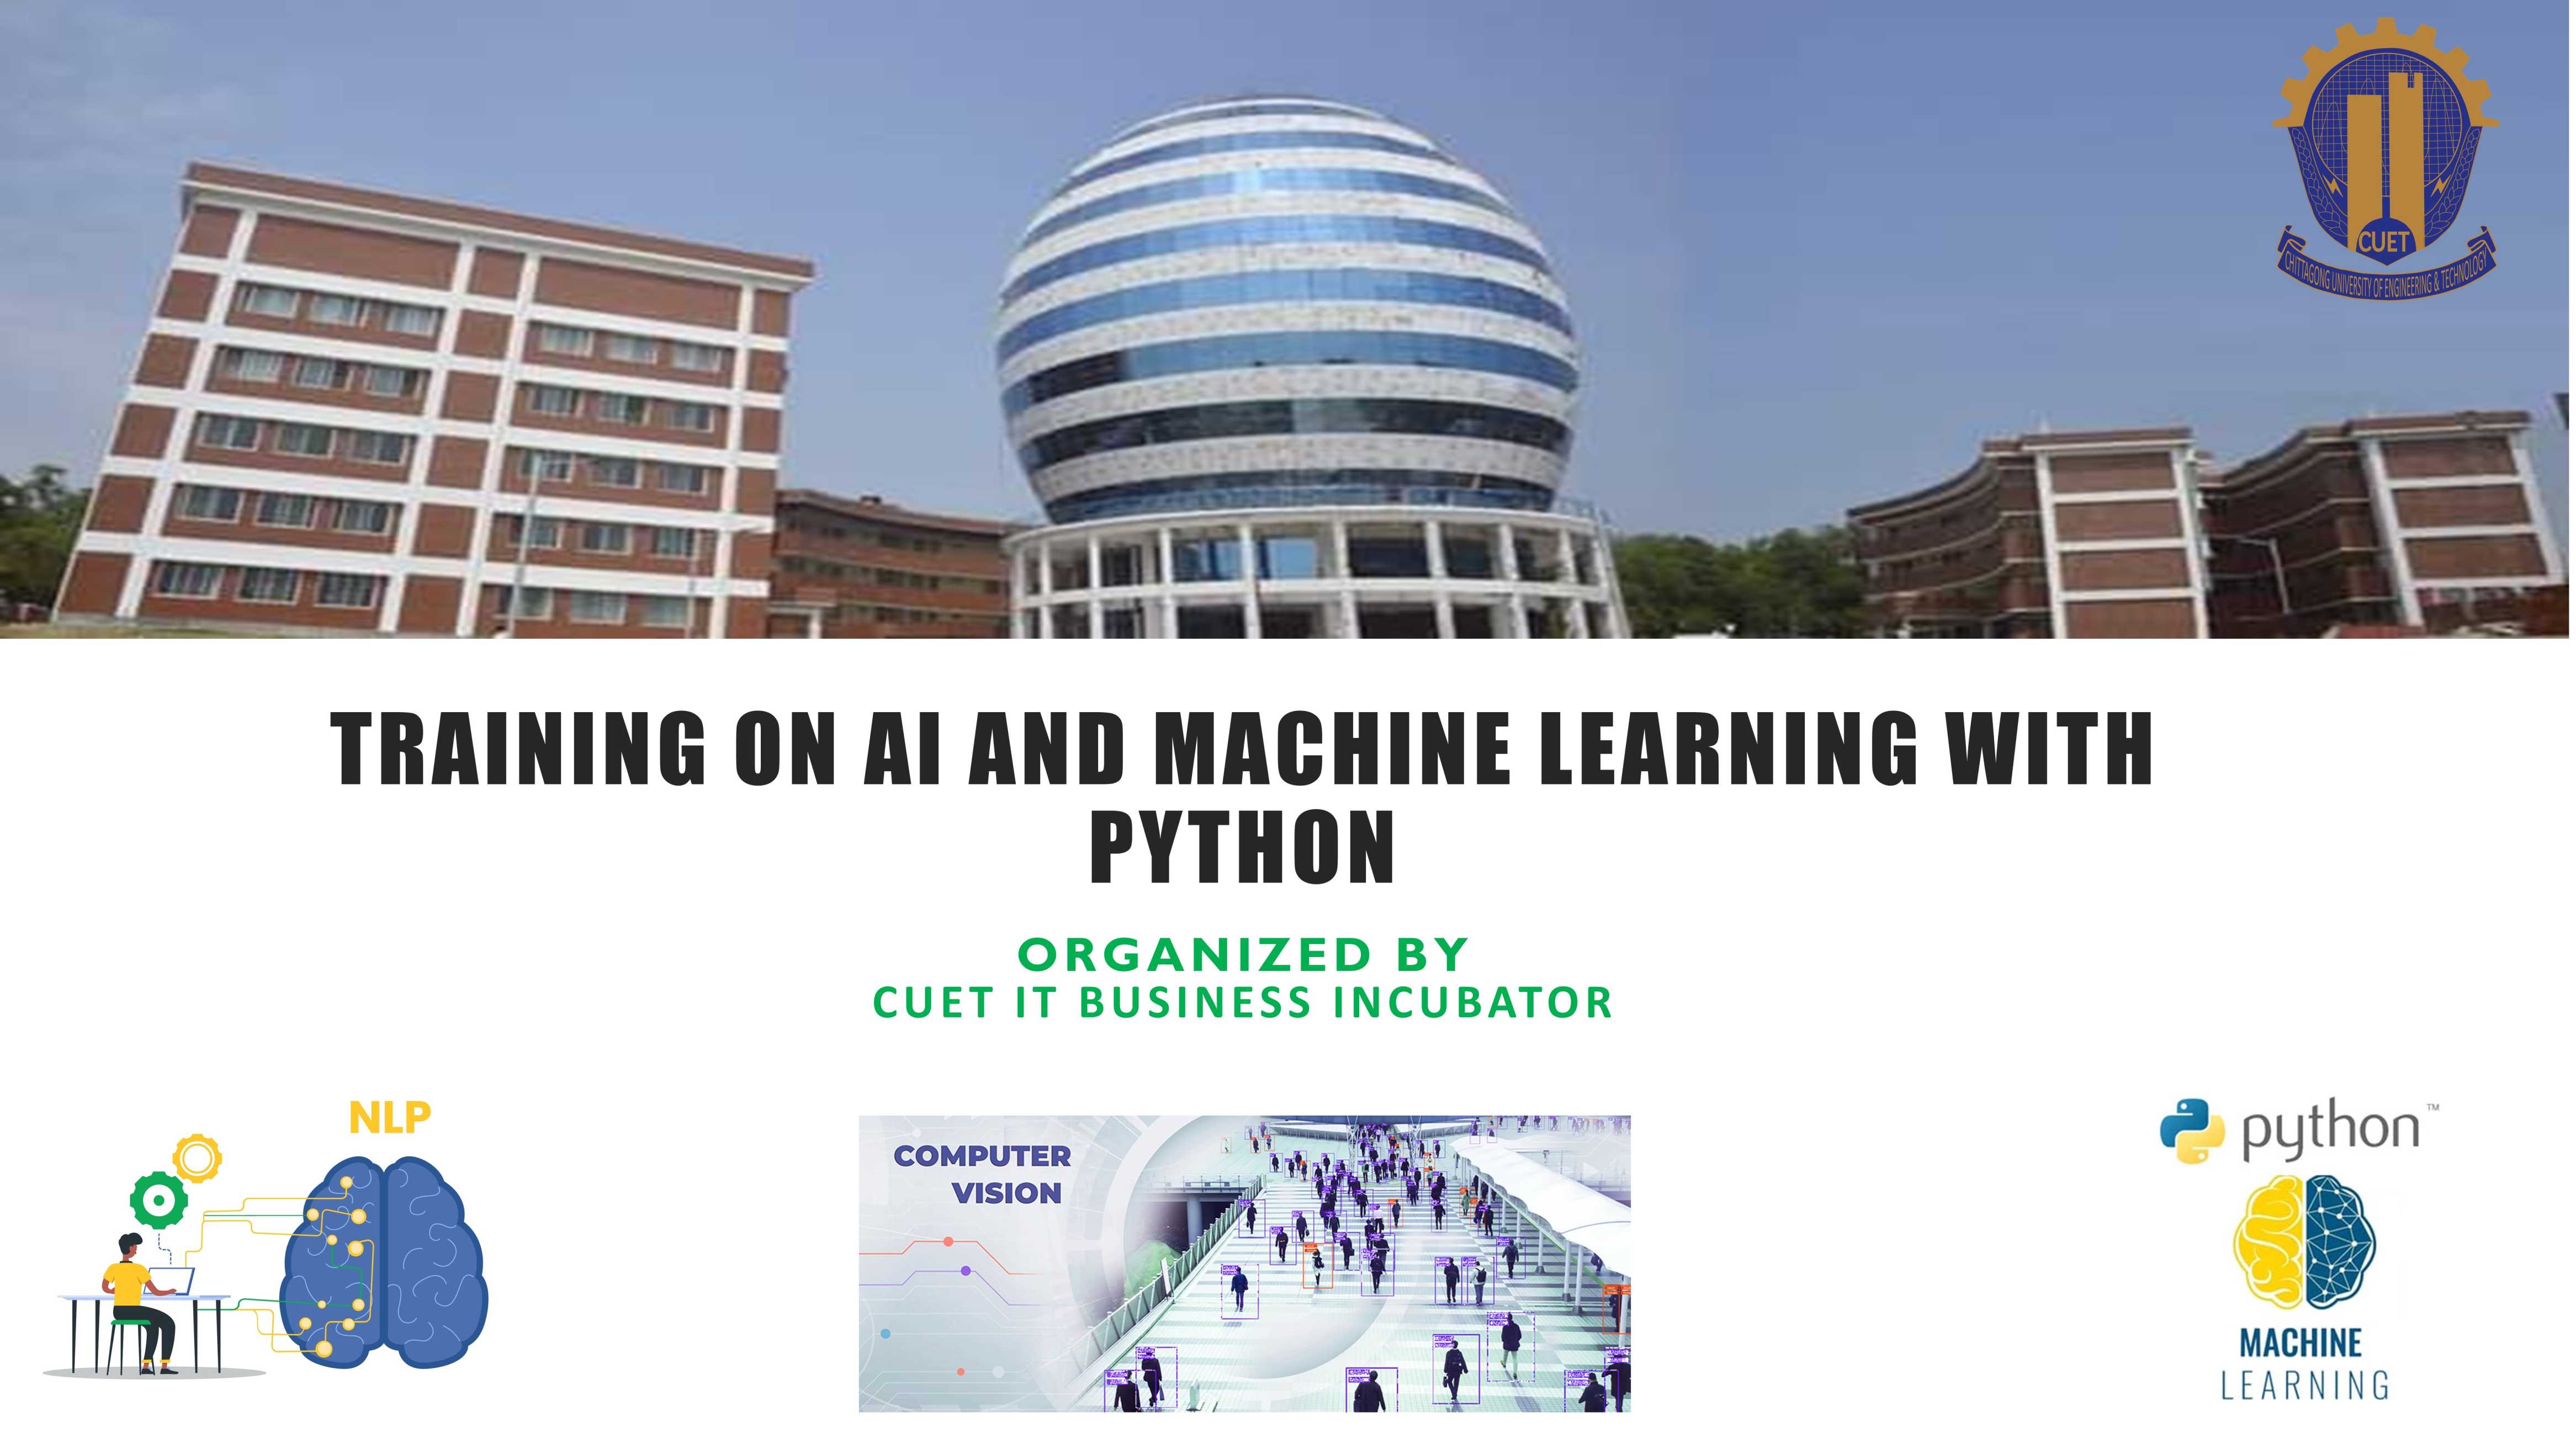 CUET
CHITTAGONG UNIVERSITY OF ENGINEERING & TECHNOLOGY
TRAINING ON AI AND MACHINE LEARNING WITH
PYTHON
ORGANIZED BY
CUET IT BUSINESS INCUBATOR
NLP
COMPUTER
VISION
python™
MACHINE
LEARNING